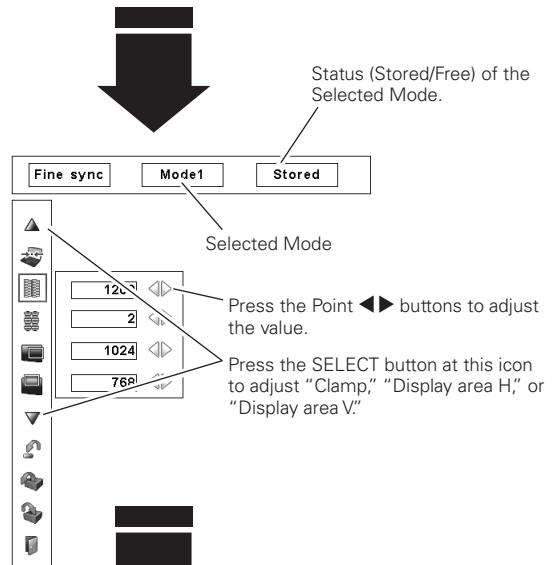 Status (Stored/Free) of the
Selected Mode.
Fine sync
Mode1
Stored
Selected Mode
2
1024
768
Press the Point ◀▶ buttons to adjust
the value.
Press the SELECT button at this icon
to adjust “Clamp,” “Display area H,” or
“Display area V.”